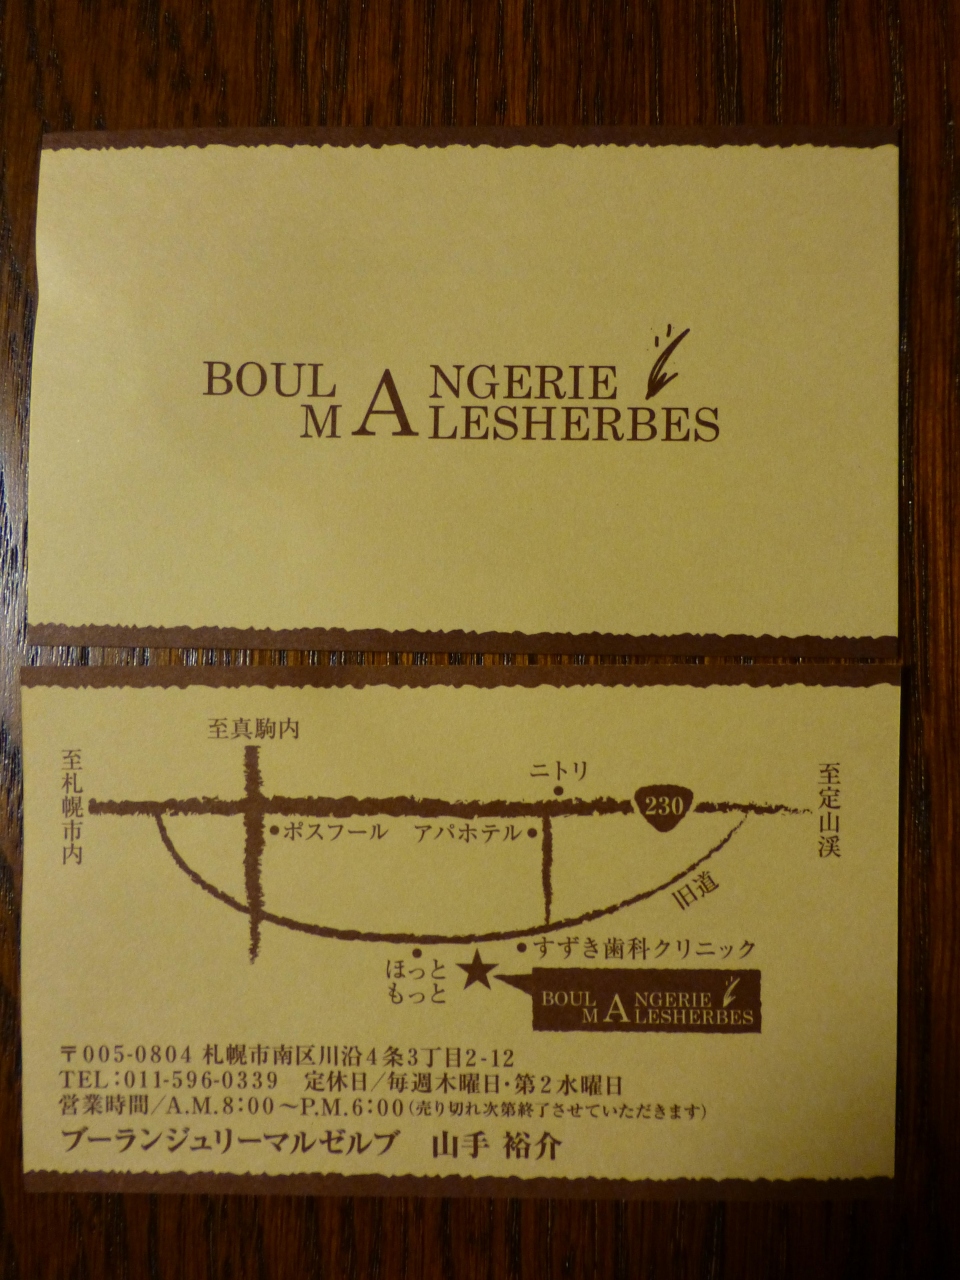 BOULANGERIE
MALESHERBES
至真駒内
至札幌市内
ニトリ
230
至定山渓
ポスフール
アパホテル
旧道
すずき歯科クリニック
ほっと
もっと
BOULANGERIE
MALESHERBES
〒005-0804 札幌市南区川沿4条3丁目2-12
TEL:011-596-0339 定休日/毎週木曜日・第2水曜日
営業時間/A.M.8:00～P.M.6:00(売り切れ次第終了させていただきます)
ブーランジュリーマルゼルブ 山手 裕介